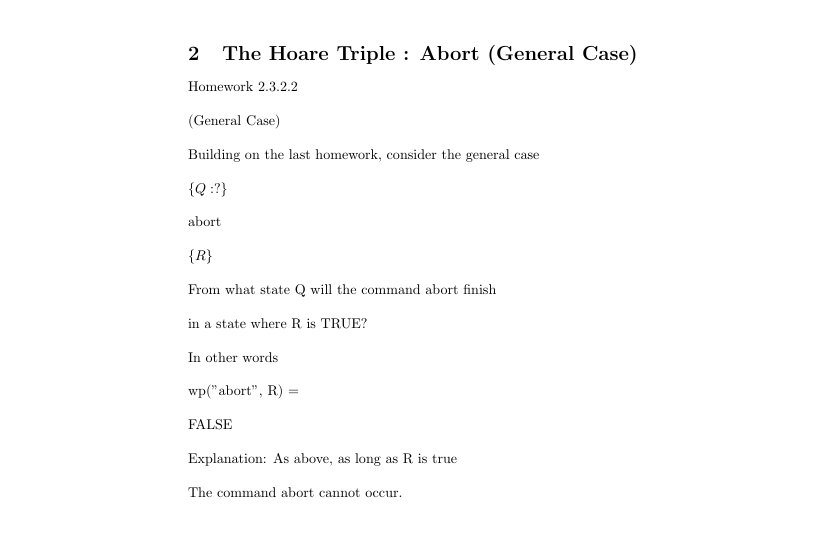 2 The Hoare Triple : Abort (General Case)
Homework 2.3.2.2
(General Case)
Building on the last homework, consider the general case
{Q :?}
abort
{R}
From what state Q will the command abort finish
in a state where R is TRUE?
In other words
wp(”abort”, R) =
FALSE
Explanation: As above, as long as R is true
The command abort cannot occur.